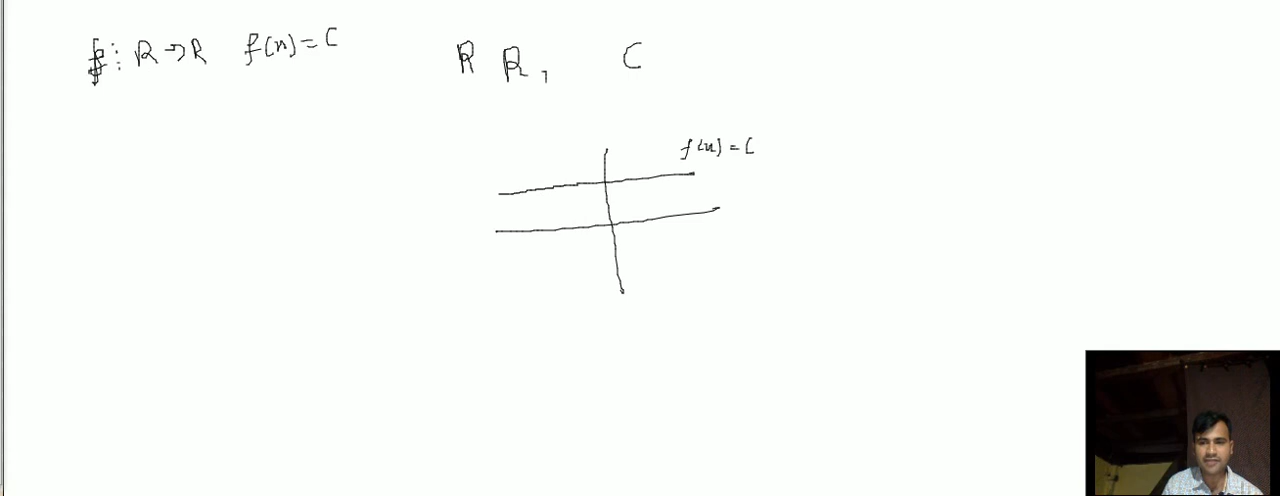 f: R→R f(x) = C R R, C
f(x) = C